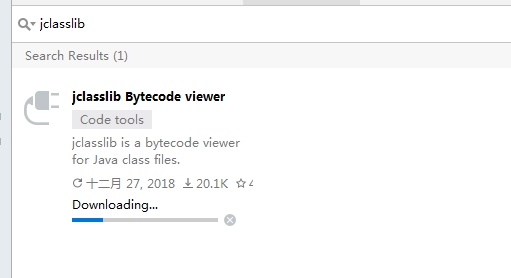 jclasslib
Search Results (1)
jclasslib Bytecode viewer
Code tools
jclasslib is a bytecode viewer
for Java class files.
十二月 27, 2018 20.1K 4
Downloading...